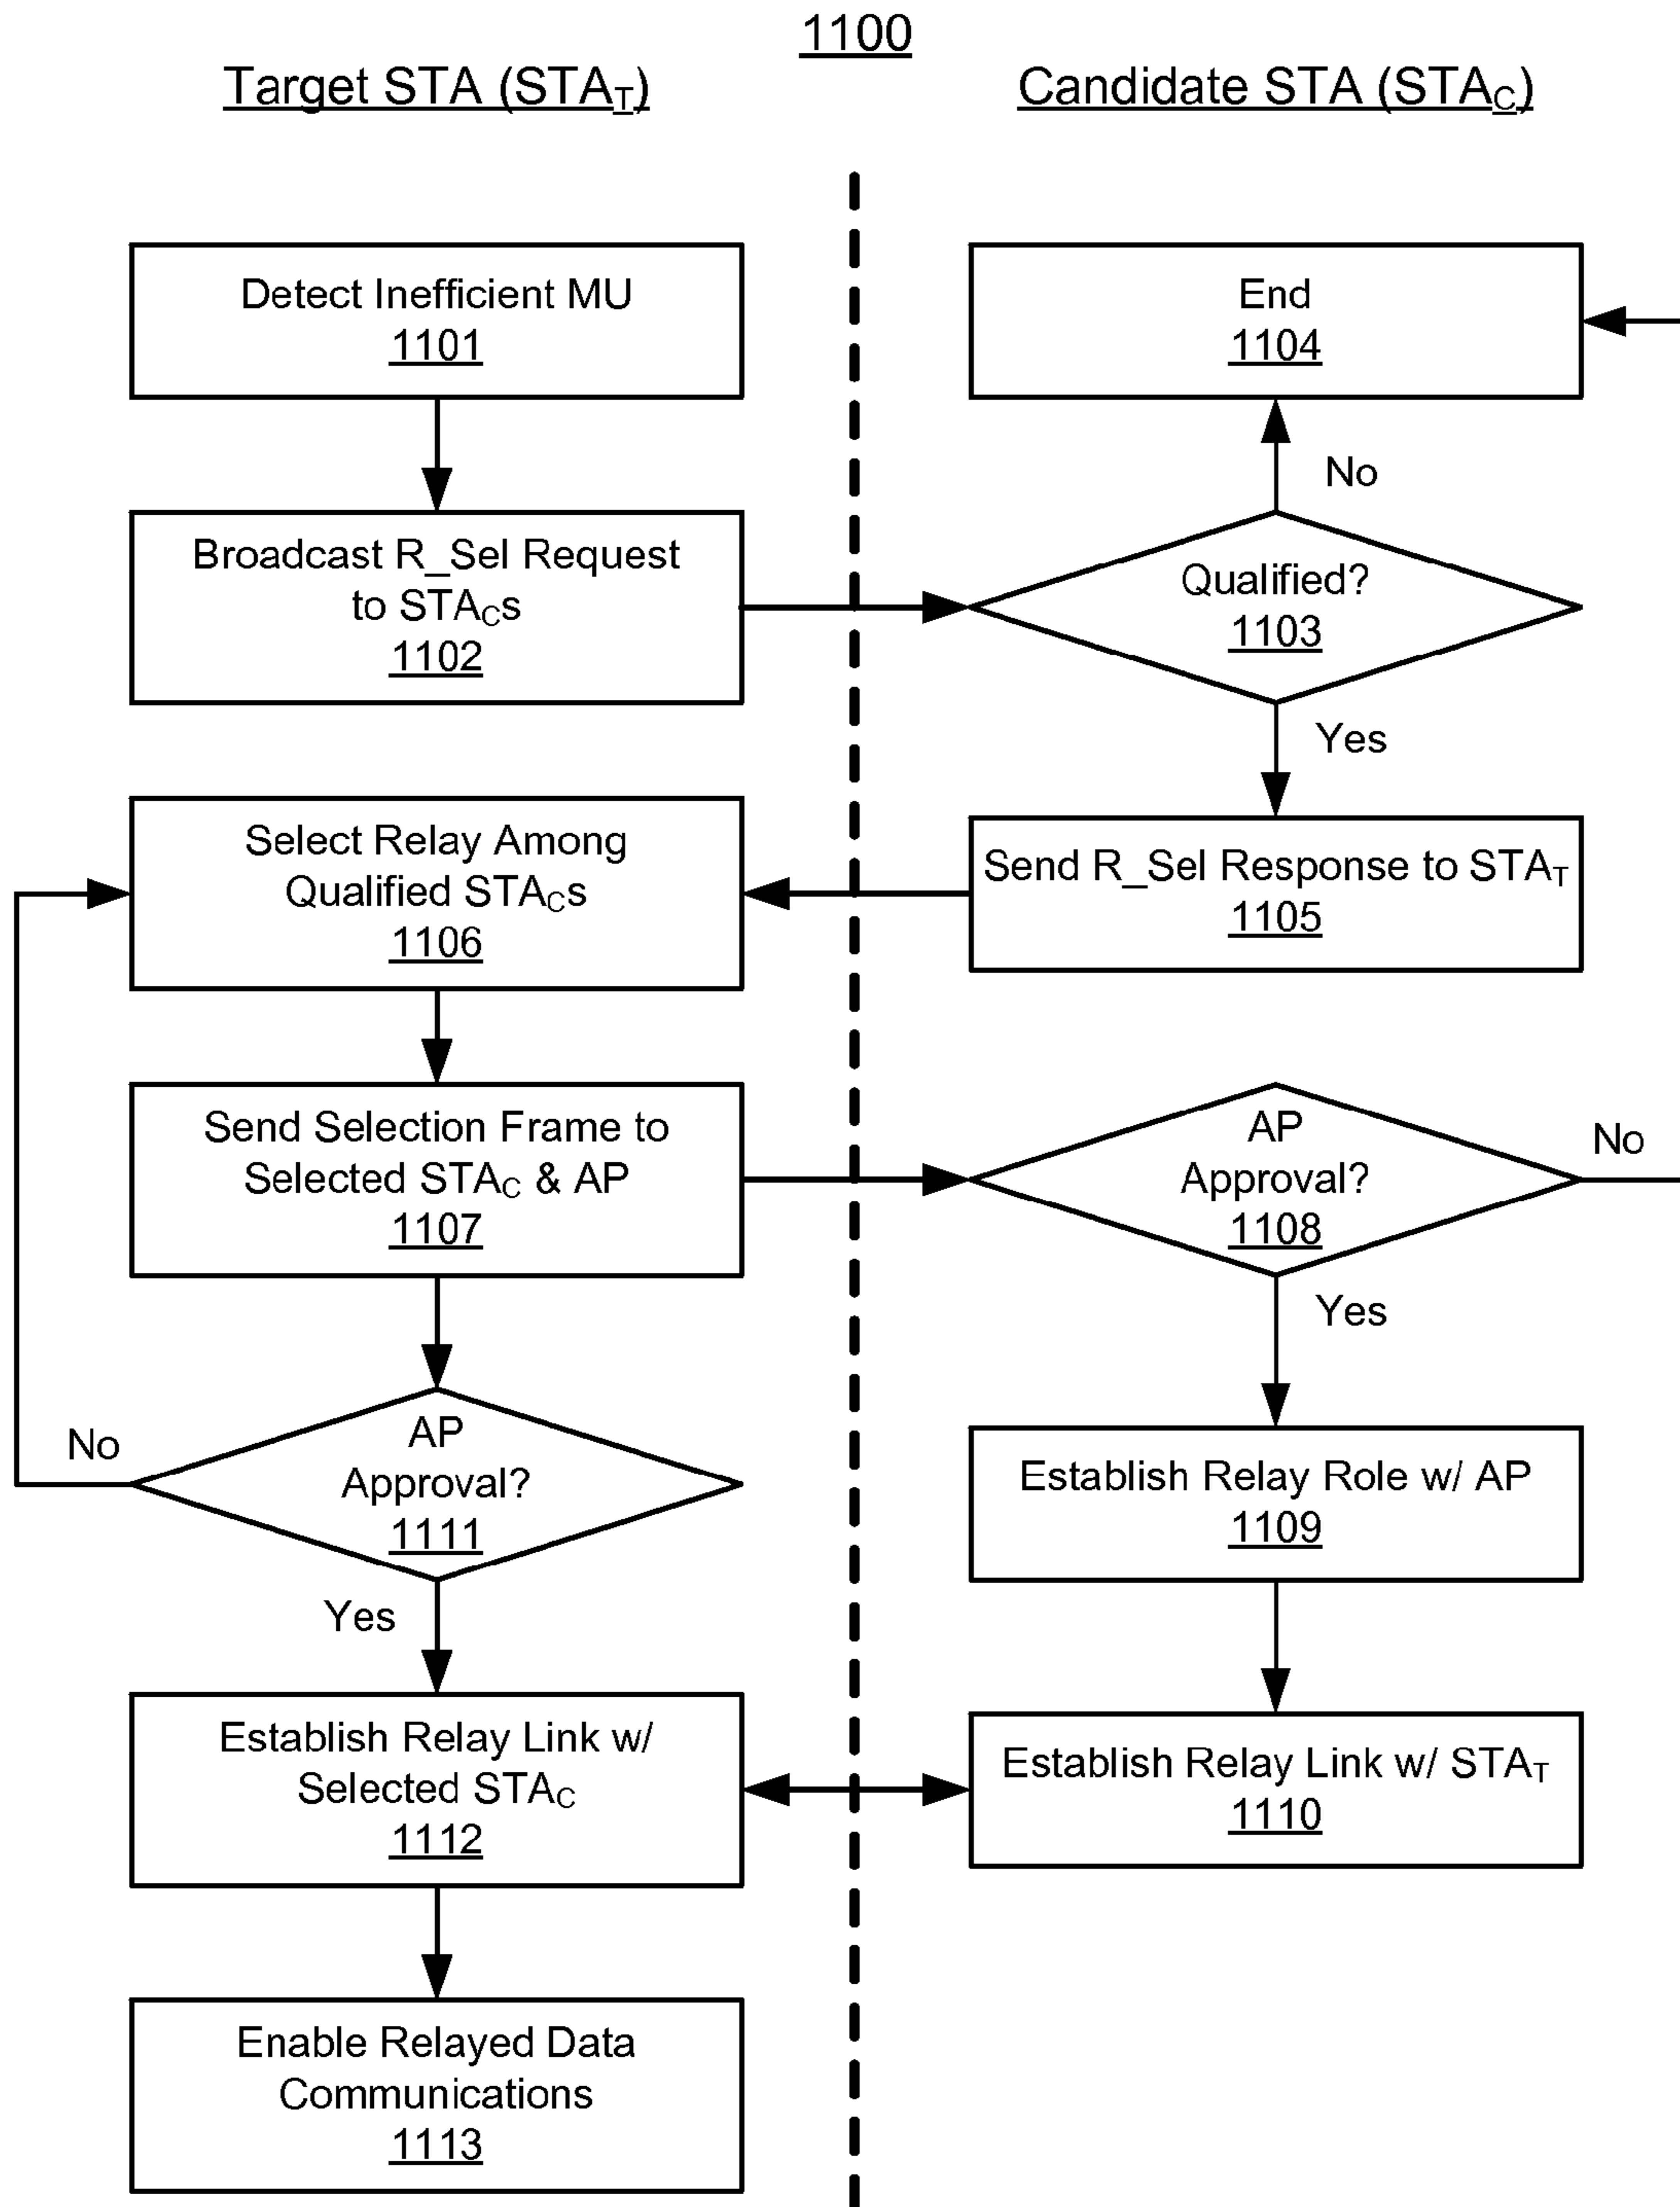 1100
Target STA (STAT)
Candidate STA (STAC)
Detect Inefficient MU
1101
End
1104
No
Broadcast R_Sel Request
to STACs
1102
Qualified?
1103
Yes
Select Relay Among
Qualified STACs
1106
Send R_Sel Response to STAT
1105
Send Selection Frame to
Selected STAC & AP
1107
AP
Approval?
1108
No
Yes
AP
Approval?
1111
No
Yes
Establish Relay Role w/ AP
1109
Establish Relay Link w/
Selected STAC
1112
Establish Relay Link w/ STAT
1110
Enable Relayed Data
Communications
1113